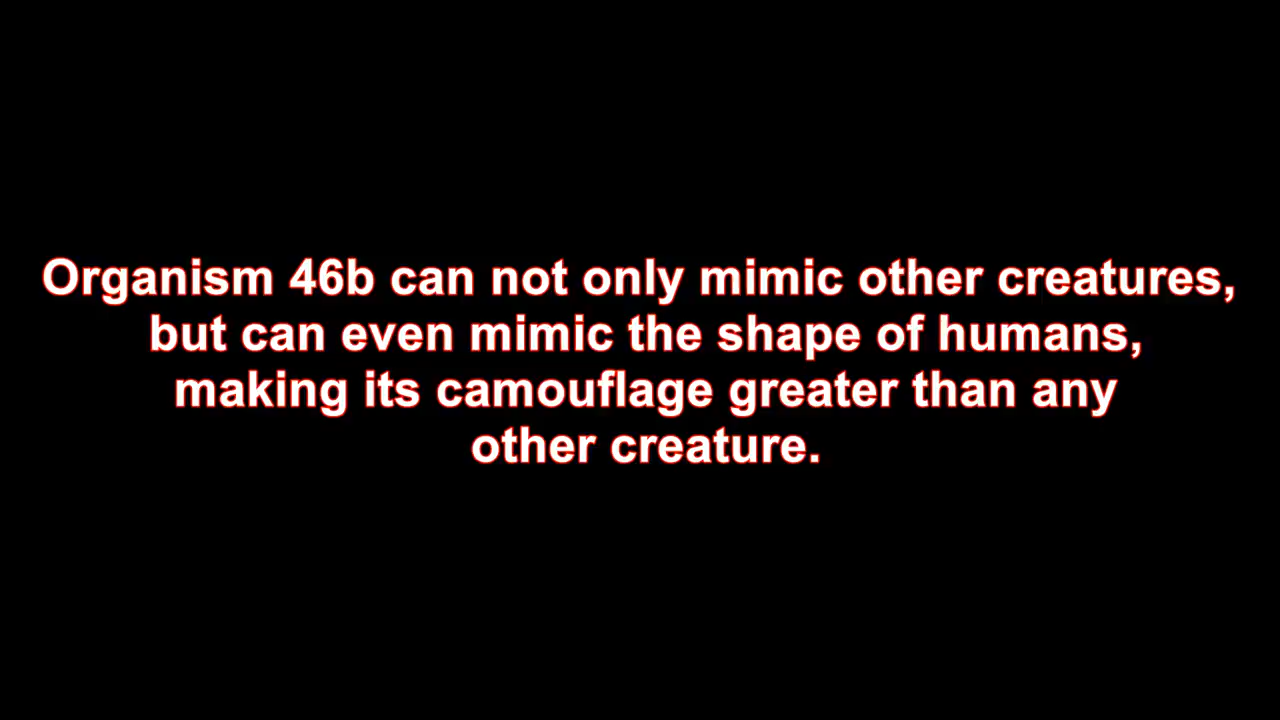 Organism 46b can not only mimic other creatures,
but can even mimic the shape of humans,
making its camouflage greater than any
other creature.